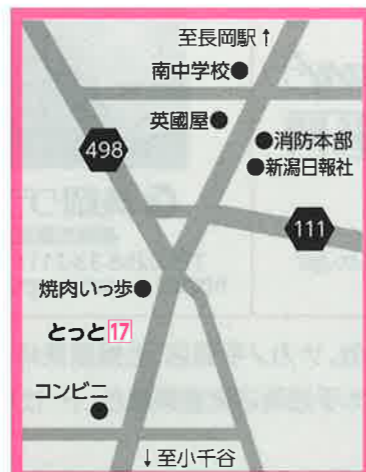 至長岡駅↑
南中学校●
英國屋●
●消防本部
●新潟日報社
498
111
焼肉いっ歩●
とっと17
コンビニ
●
↓至小千谷